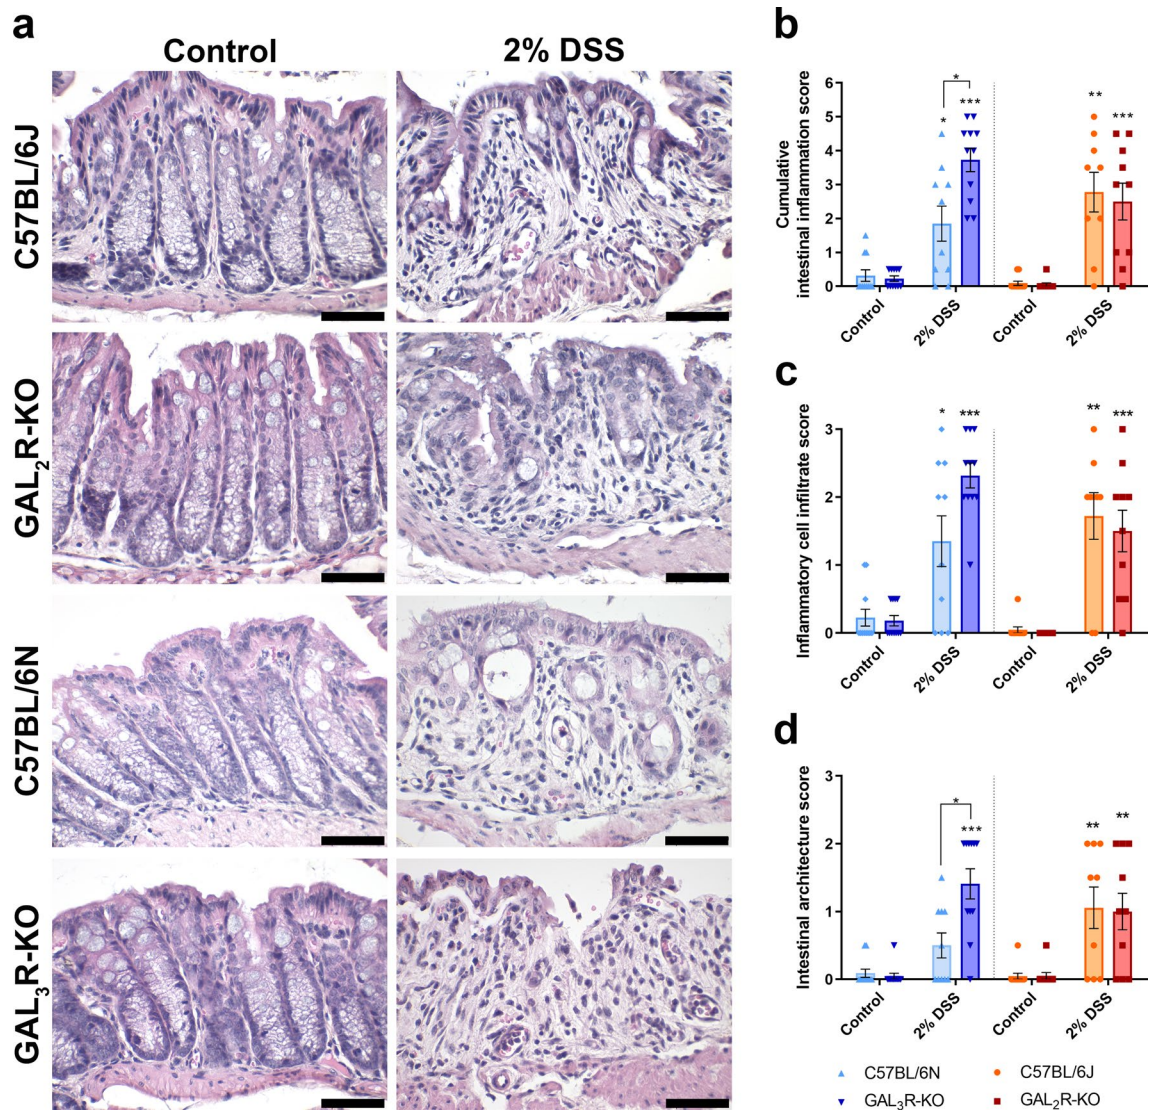 a
Control
2% DSS
C57BL/6J
GAL2R-KO
C57BL/6N
GAL3R-KO
b
Cumulative
intestinal inflammation score
6
5
4
3
2
1
0
*
*
***
**
***
Control
2% DSS
Control
2% DSS
c
Inflammatory cell infiltrate score
3
2
1
0
*
***
**
***
Control
2% DSS
Control
2% DSS
d
Intestinal architecture score
3
2
1
0
*
***
**
**
Control
2% DSS
Control
2% DSS
C57BL/6N
C57BL/6J
GAL3R-KO
GAL2R-KO